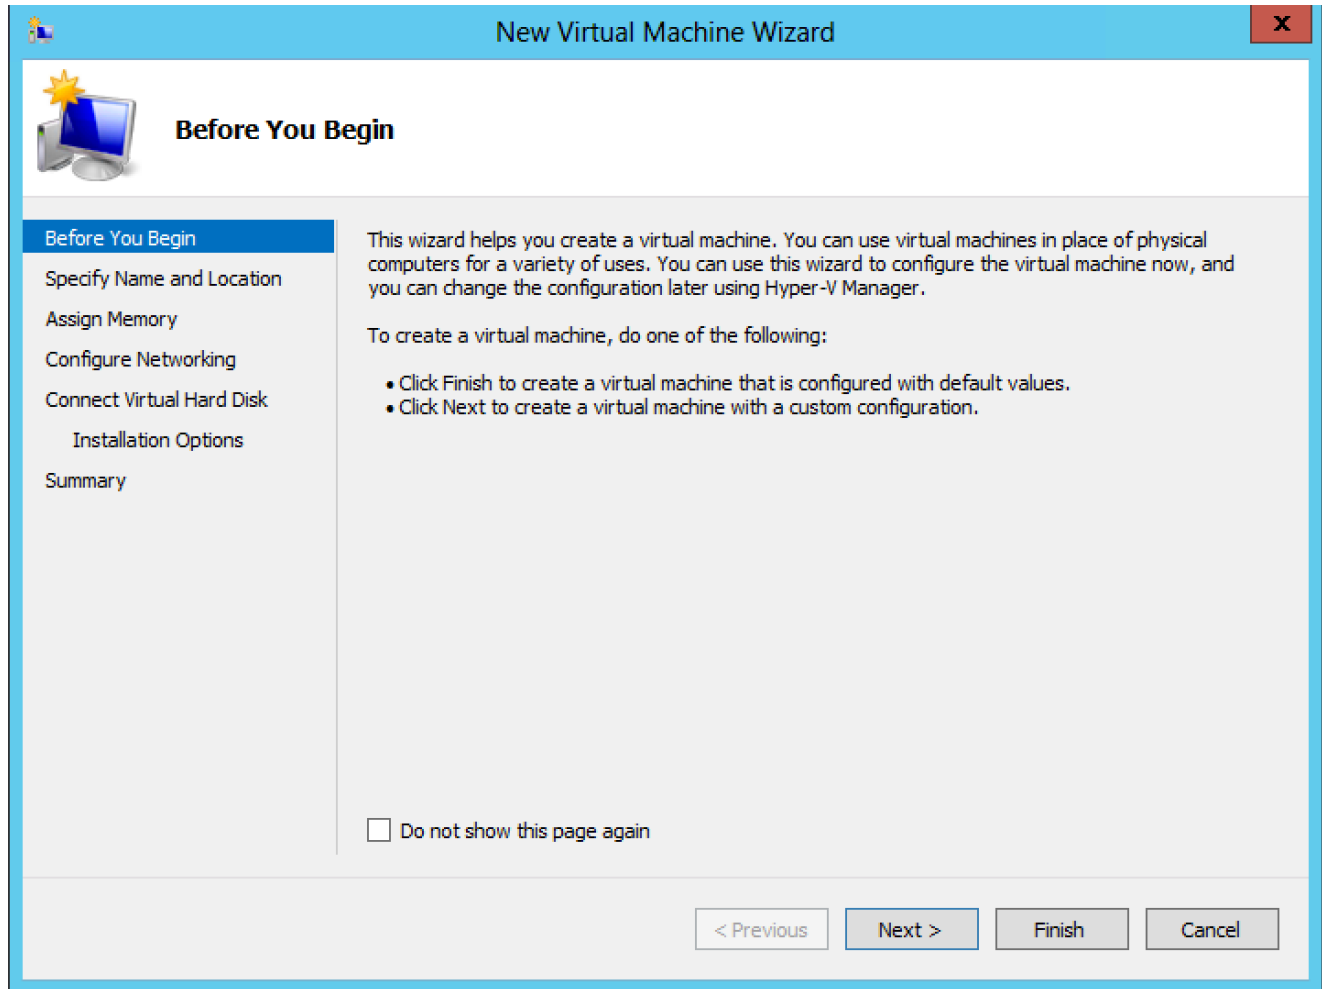 New Virtual Machine Wizard
x
Before You Begin
Before You Begin
Specify Name and Location
Assign Memory
Configure Networking
Connect Virtual Hard Disk
Installation Options
Summary
This wizard helps you create a virtual machine. You can use virtual machines in place of physical
computers for a variety of uses. You can use this wizard to configure the virtual machine now, and
you can change the configuration later using Hyper-V Manager.
To create a virtual machine, do one of the following:
• Click Finish to create a virtual machine that is configured with default values.
• Click Next to create a virtual machine with a custom configuration.
Do not show this page again
< Previous
Next >
Finish
Cancel